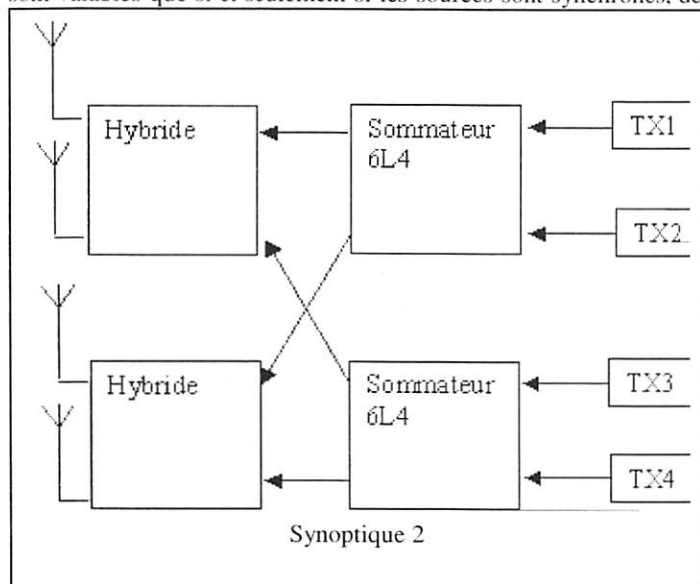 sont valables que si et seulement si les sources sont synchrones, de
Hybride
Sommateur
6L4
TX1
TX2
Hybride
Sommateur
6L4
TX3
TX4
Synoptique 2